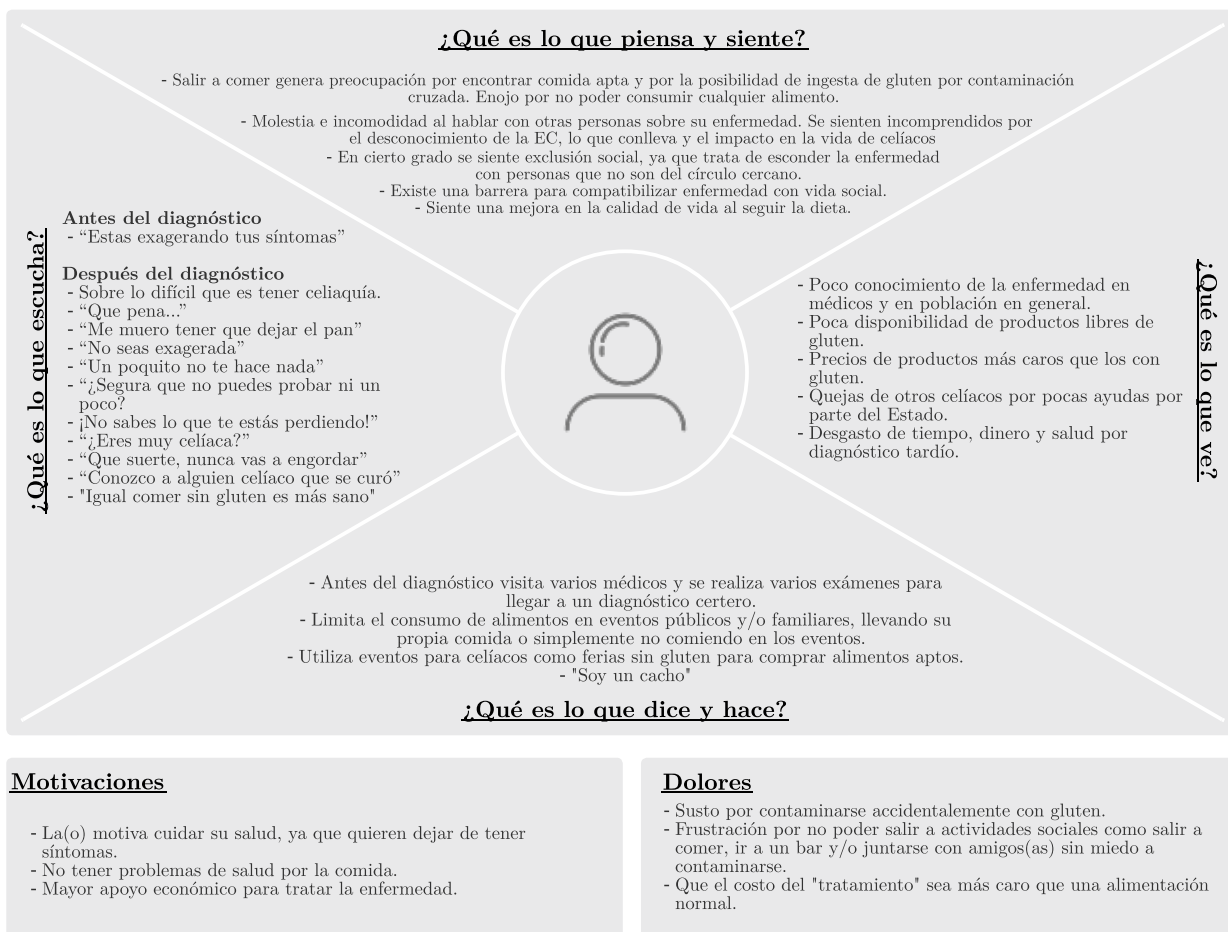 ¿Qué es lo que piensa y siente?
- Salir a comer genera preocupación por encontrar comida apta y por la posibilidad de ingesta de gluten por contaminación
cruzada. Enojo por no poder consumir cualquier alimento.
- Molestia e incomodidad al hablar con otras personas sobre su enfermedad. Se sienten incomprendidos por
el desconocimiento de la EC, lo que conlleva y el impacto en la vida de celíacos
- En cierto grado se siente exclusión social, ya que trata de esconder la enfermedad
con personas que no son del círculo cercano.
- Existe una barrera para compatibilizar enfermedad con vida social.
- Siente una mejora en la calidad de vida al seguir la dieta.
¿Qué es lo que escucha?
Antes del diagnóstico
- “Estas exagerando tus síntomas”
Después del diagnóstico
- Sobre lo difícil que es tener celiaquía.
- “Que pena...”
- “Me muero tener que dejar el pan”
- “No seas exagerada”
- “Un poquito no te hace nada”
- “¿Segura que no puedes probar ni un
poco?
- ¡No sabes lo que te estás perdiendo!”
- “¿Eres muy celíaca?”
- “Que suerte, nunca vas a engordar”
- “Conozco a alguien celíaco que se curó”
- "Igual comer sin gluten es más sano"
¿Qué es lo que ve?
- Poco conocimiento de la enfermedad en
médicos y en población en general.
- Poca disponibilidad de productos libres de
gluten.
- Precios de productos más caros que los con
gluten.
- Quejas de otros celíacos por pocas ayudas por
parte del Estado.
- Desgasto de tiempo, dinero y salud por
diagnóstico tardío.
- Antes del diagnóstico visita varios médicos y se realiza varios exámenes para
llegar a un diagnóstico certero.
- Limita el consumo de alimentos en eventos públicos y/o familiares, llevando su
propia comida o simplemente no comiendo en los eventos.
- Utiliza eventos para celíacos como ferias sin gluten para comprar alimentos aptos.
- "Soy un cacho"
¿Qué es lo que dice y hace?
Motivaciones
- La(o) motiva cuidar su salud, ya que quieren dejar de tener
síntomas.
- No tener problemas de salud por la comida.
- Mayor apoyo económico para tratar la enfermedad.
Dolores
- Susto por contaminarse accidentalemente con gluten.
- Frustración por no poder salir a actividades sociales como salir a
comer, ir a un bar y/o juntarse con amigos(as) sin miedo a
contaminarse.
- Que el costo del "tratamiento" sea más caro que una alimentación
normal.